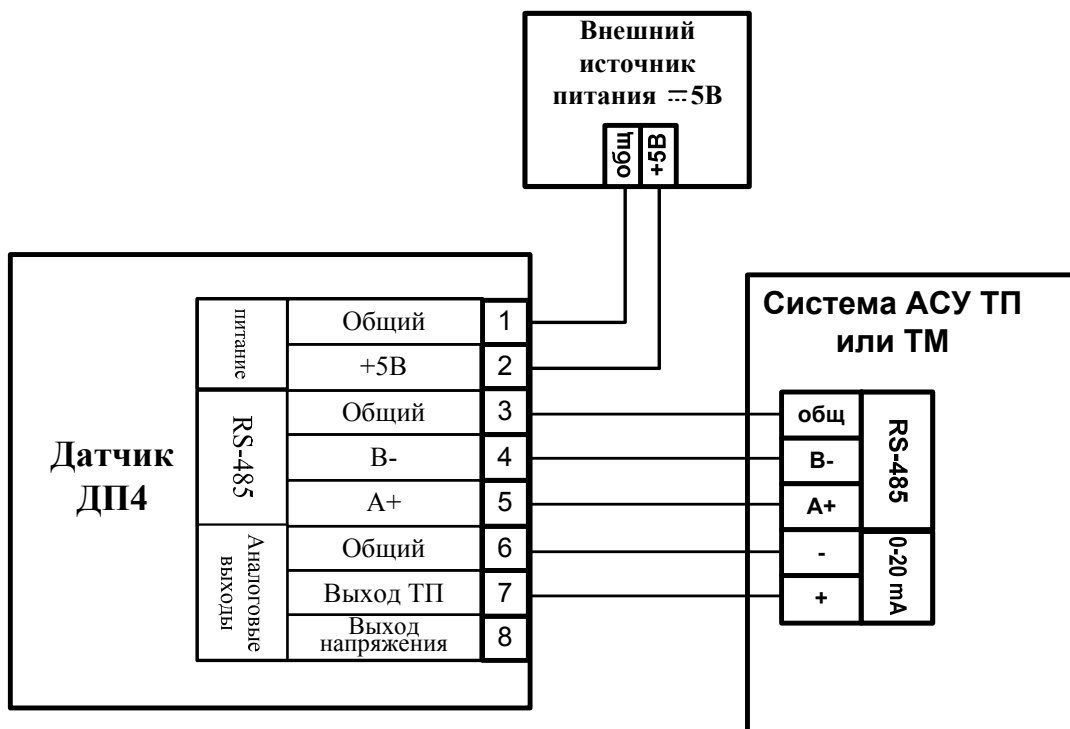 Внешний
источник
питания ⎓5В
общ
+5В
Датчик
ДП4
питание
Общий
1
+5В
2
RS-485
Общий
3
В-
4
А+
5
Аналоговые
выходы
Общий
6
Выход ТП
7
Выход
напряжения
8
Система АСУ ТП
или ТМ
общ
В-
А+
RS-485
-
+
0-20 mA